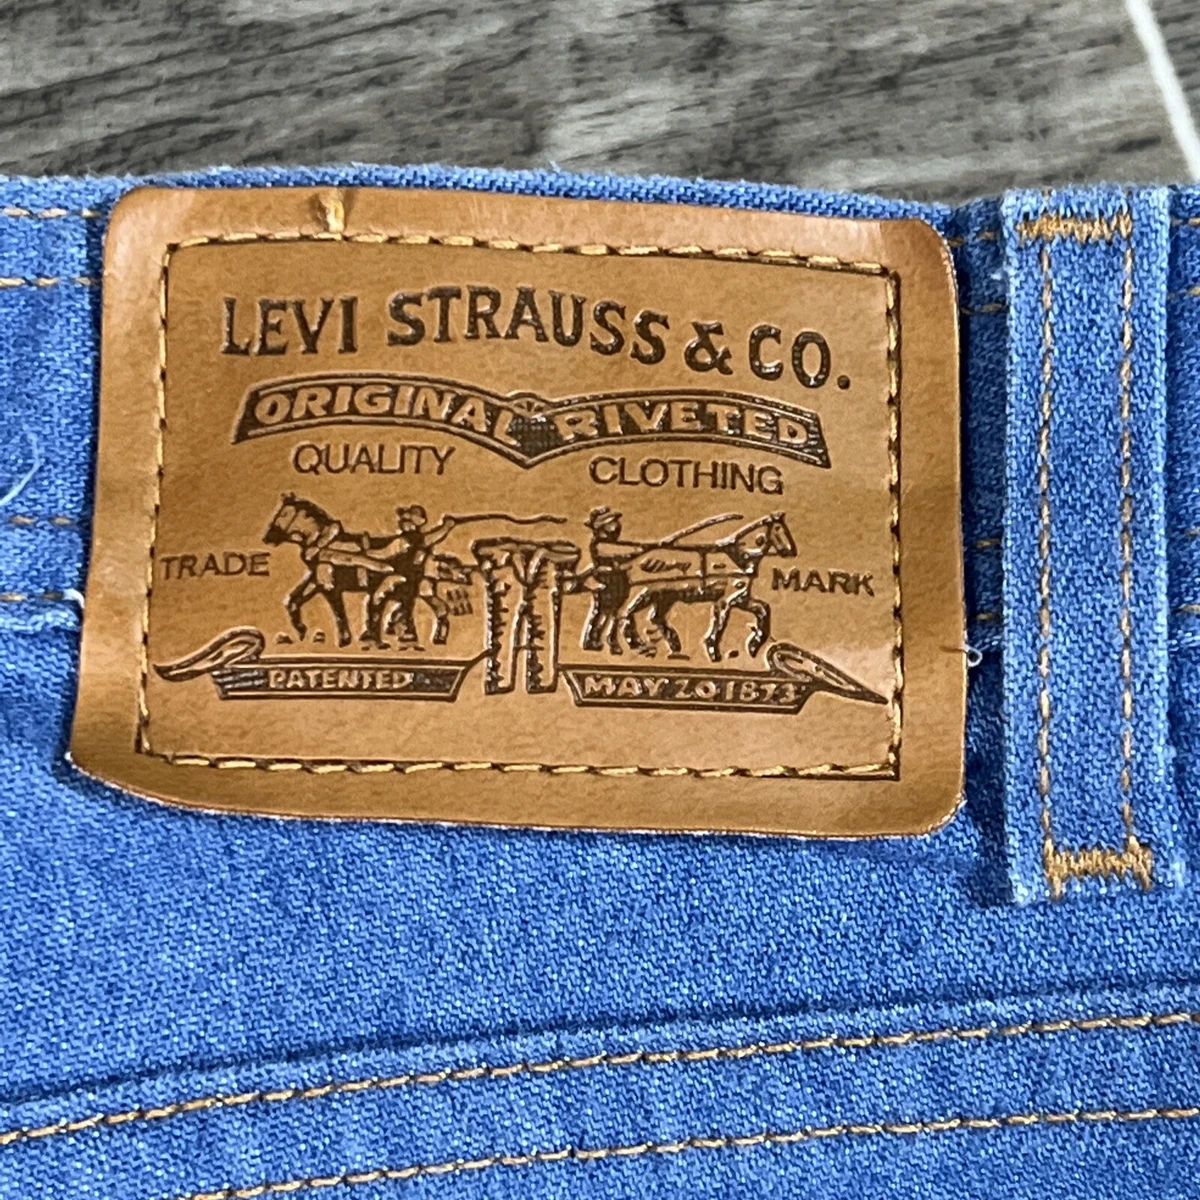 LEVI STRAUSS & CO.
ORIGINAL RIVETED
QUALITY CLOTHING
TRADE MARK
PATENTED MAY 20 1873